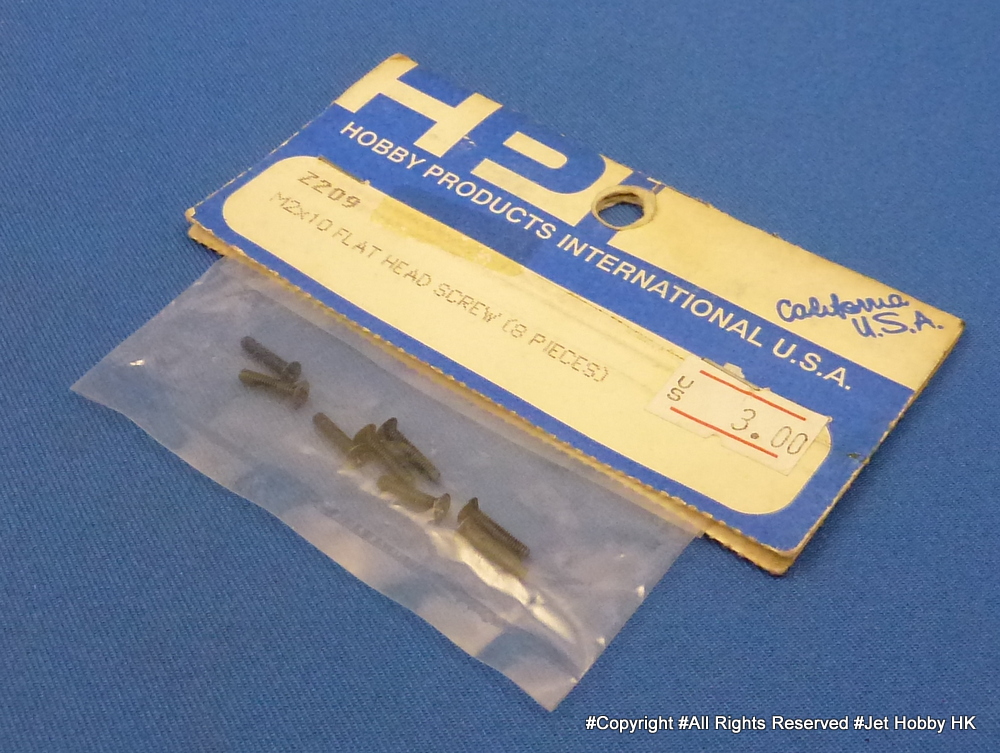 HPI
HOBBY PRODUCTS INTERNATIONAL U.S.A.
California
U.S.A.
Z209
M2x10 FLAT HEAD SCREW (8 PIECES)
US 3.00
#Copyright #All Rights Reserved #Jet Hobby HK